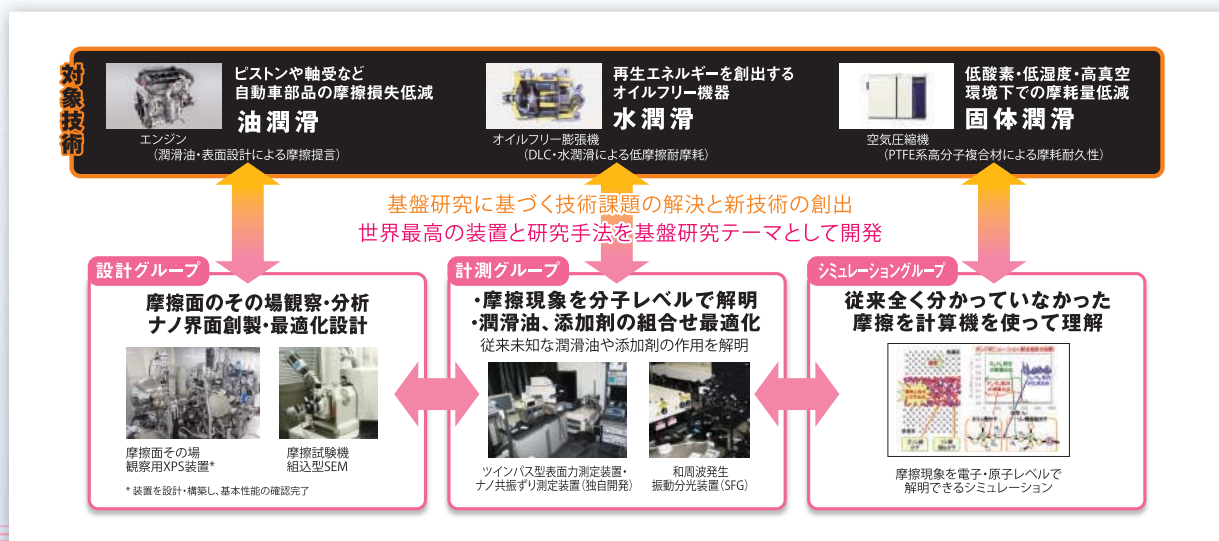 対象技術
ピストンや軸受など
自動車部品の摩擦損失低減
油潤滑
エンジン
(潤滑油・表面設計による摩擦提言)
再生エネルギーを創出する
オイルフリー機器
水潤滑
オイルフリー膨張機
(DLC・水潤滑による低摩擦耐摩耗)
低酸素・低湿度・高真空
環境下での摩耗量低減
固体潤滑
空気圧縮機
(PTFE系高分子複合材による摩耗耐久性)
基盤研究に基づく技術課題の解決と新技術の創出
世界最高の装置と研究手法を基盤研究テーマとして開発
設計グループ
摩擦面のその場観察・分析
ナノ界面創製・最適化設計
摩擦面その場
観察用XPS装置*
摩擦試験機
組込型SEM
* 装置を設計・構築し、基本性能の確認完了
計測グループ
・摩擦現象を分子レベルで解明
・潤滑油、添加剤の組合せ最適化
従来未知な潤滑油や添加剤の作用を解明
ツインパス型表面力測定装置・
ナノ共振ずり測定装置(独自開発)
和周波発生
振動分光装置(SFG)
シミュレーショングループ
従来全く分かっていなかった
摩擦を計算機を使って理解
摩擦現象を電子・原子レベルで
解明できるシミュレーション